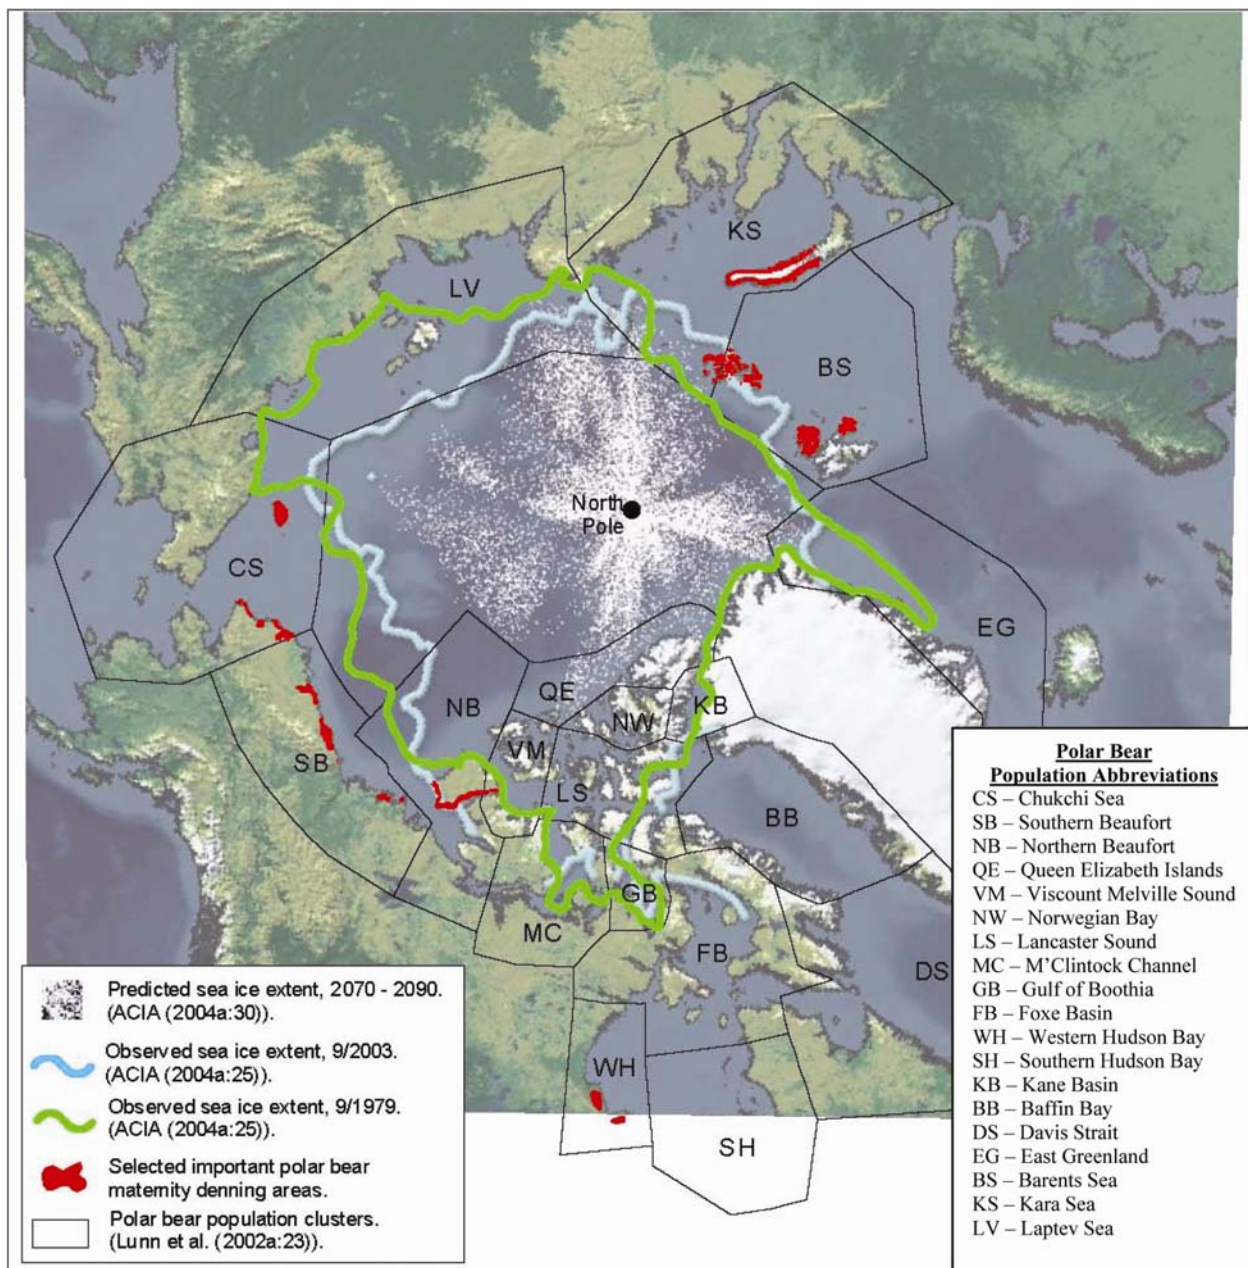 KS
LV
BS
North
Pole
CS
EG
QE
NB
NW
KB
VM
SB
LS
BB
GB
MC
FB
DS
WH
SH
Predicted sea ice extent, 2070 - 2090.
(ACIA (2004a:30)).
Observed sea ice extent, 9/2003.
(ACIA (2004a:25)).
Observed sea ice extent, 9/1979.
(ACIA (2004a:25)).
Selected important polar bear
maternity denning areas.
Polar bear population clusters.
(Lunn et al. (2002a:23)).
Polar Bear
Population Abbreviations
CS – Chukchi Sea
SB – Southern Beaufort
NB – Northern Beaufort
QE – Queen Elizabeth Islands
VM – Viscount Melville Sound
NW – Norwegian Bay
LS – Lancaster Sound
MC – M’Clintock Channel
GB – Gulf of Boothia
FB – Foxe Basin
WH – Western Hudson Bay
SH – Southern Hudson Bay
KB – Kane Basin
BB – Baffin Bay
DS – Davis Strait
EG – East Greenland
BS – Barents Sea
KS – Kara Sea
LV – Laptev Sea